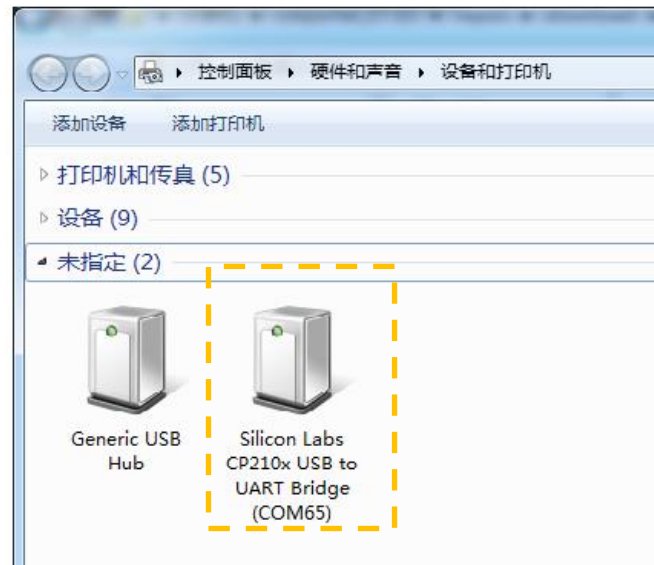 控制面板 ▸ 硬件和声音 ▸ 设备和打印机
添加设备 添加打印机
打印机和传真 (5)
设备 (9)
未指定 (2)
Generic USB
Hub
Silicon Labs
CP210x USB to
UART Bridge
(COM65)